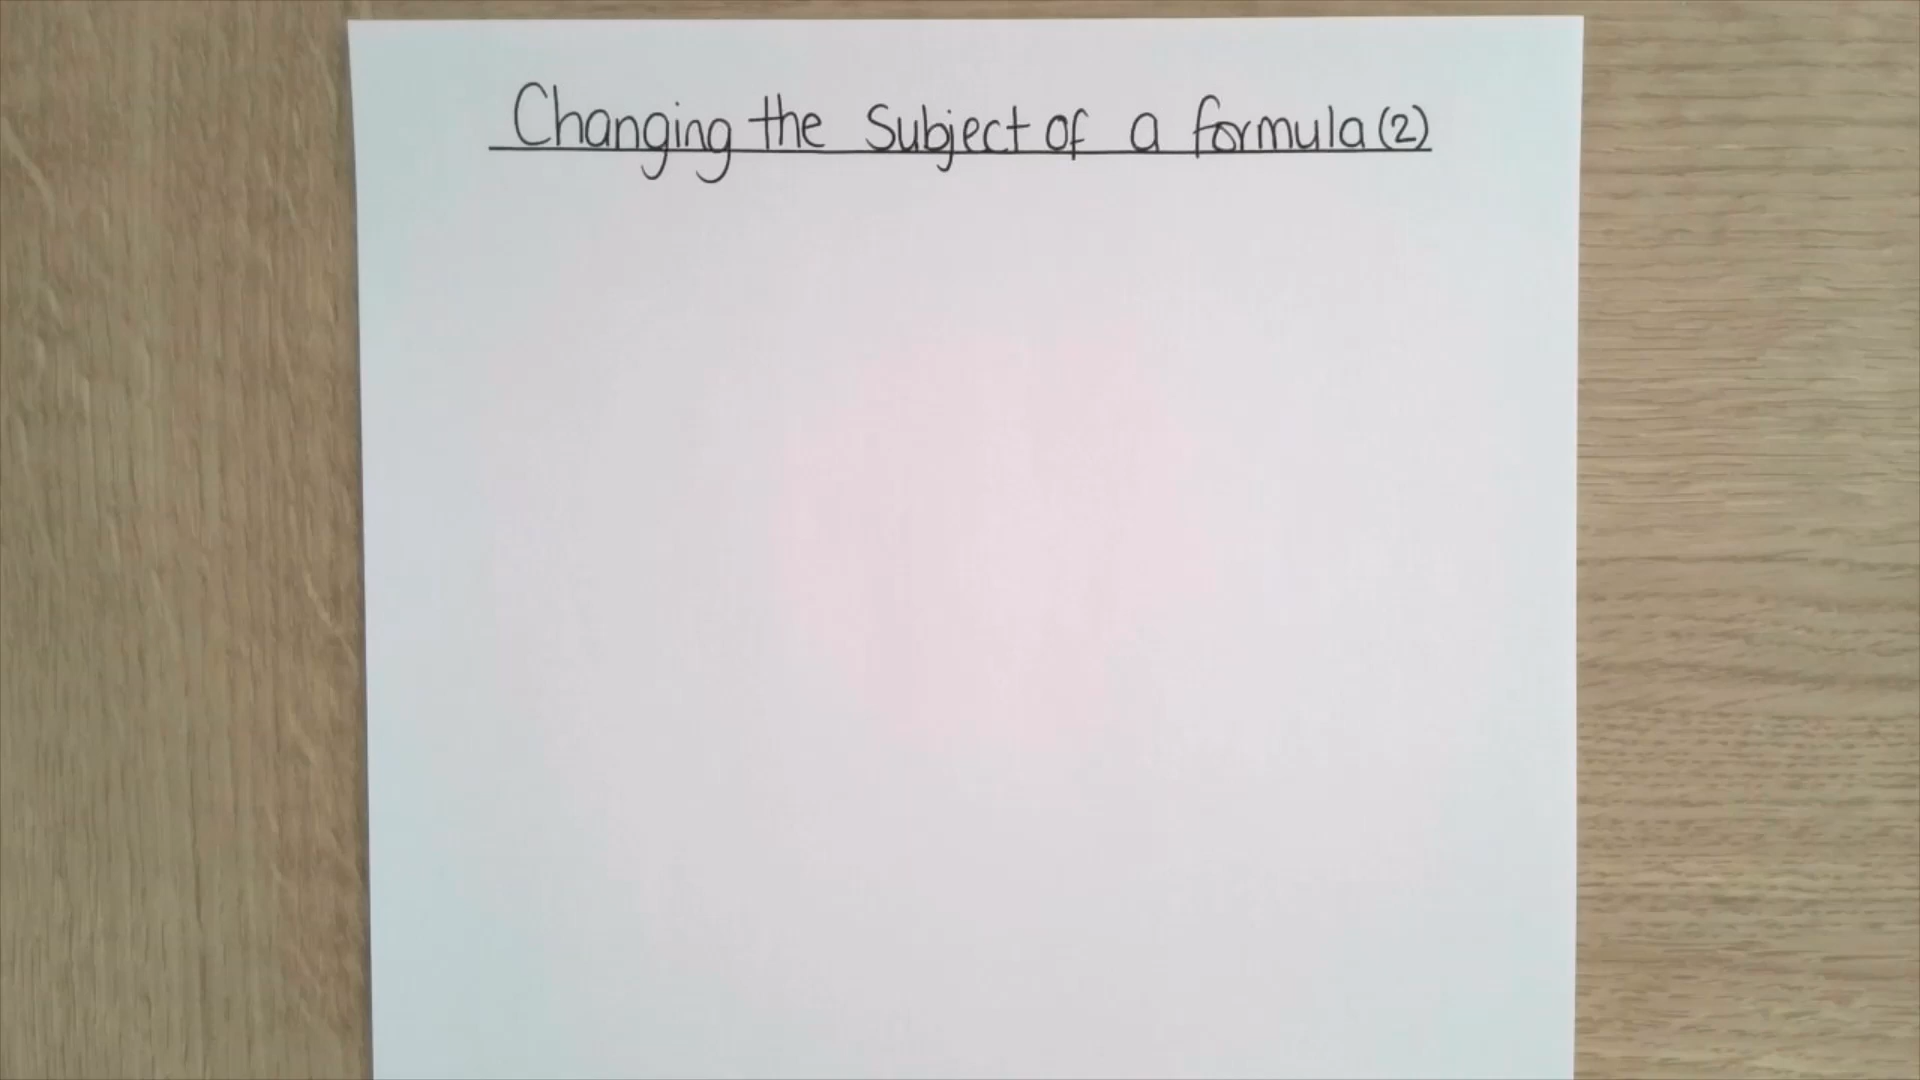 Changing the Subject of a formula (2)